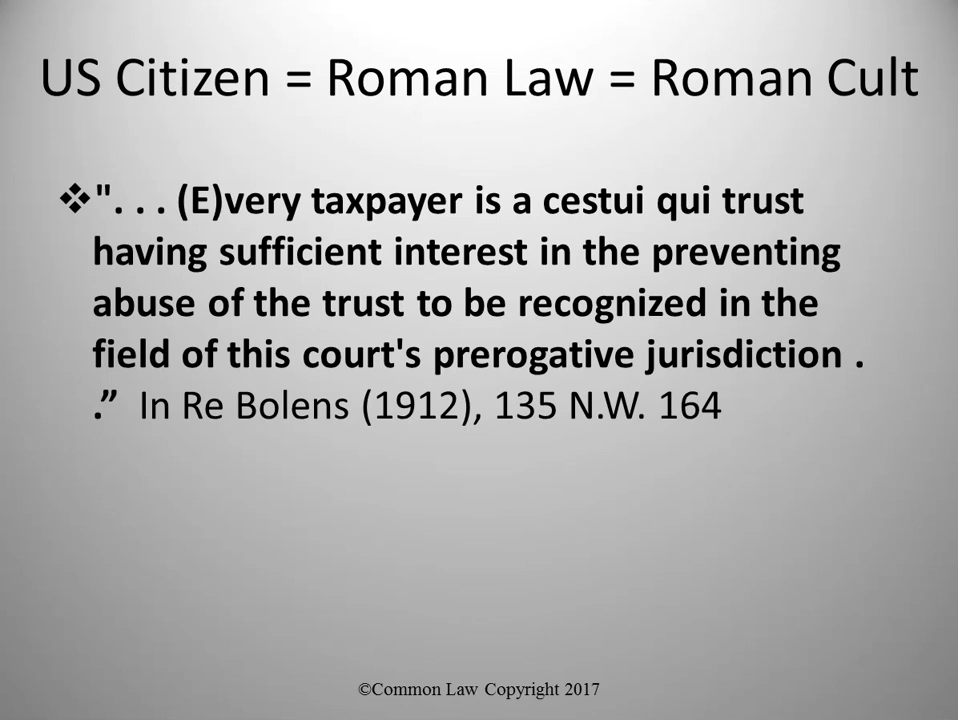 US Citizen = Roman Law = Roman Cult
❖". . . (E)very taxpayer is a cestui qui trust
having sufficient interest in the preventing
abuse of the trust to be recognized in the
field of this court's prerogative jurisdiction .
.” In Re Bolens (1912), 135 N.W. 164
©Common Law Copyright 2017